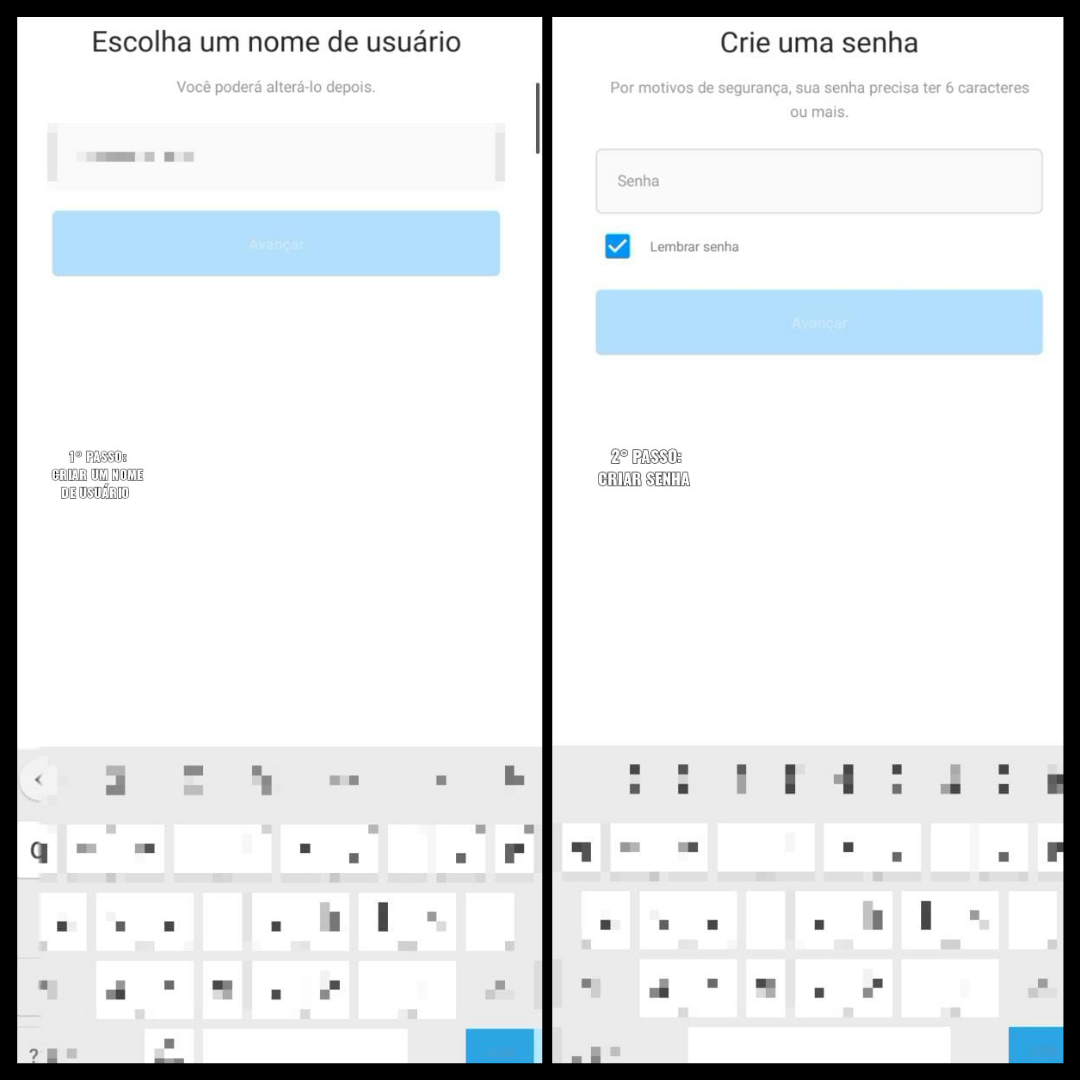 Escolha um nome de usuário
Você poderá alterá-lo depois.
Avançar
1º PASSO:
CRIAR UM NOME
DE USUÁRIO
?
Crie uma senha
Por motivos de segurança, sua senha precisa ter 6 caracteres
ou mais.
Senha
Lembrar senha
Avançar
2º PASSO:
CRIAR SENHA